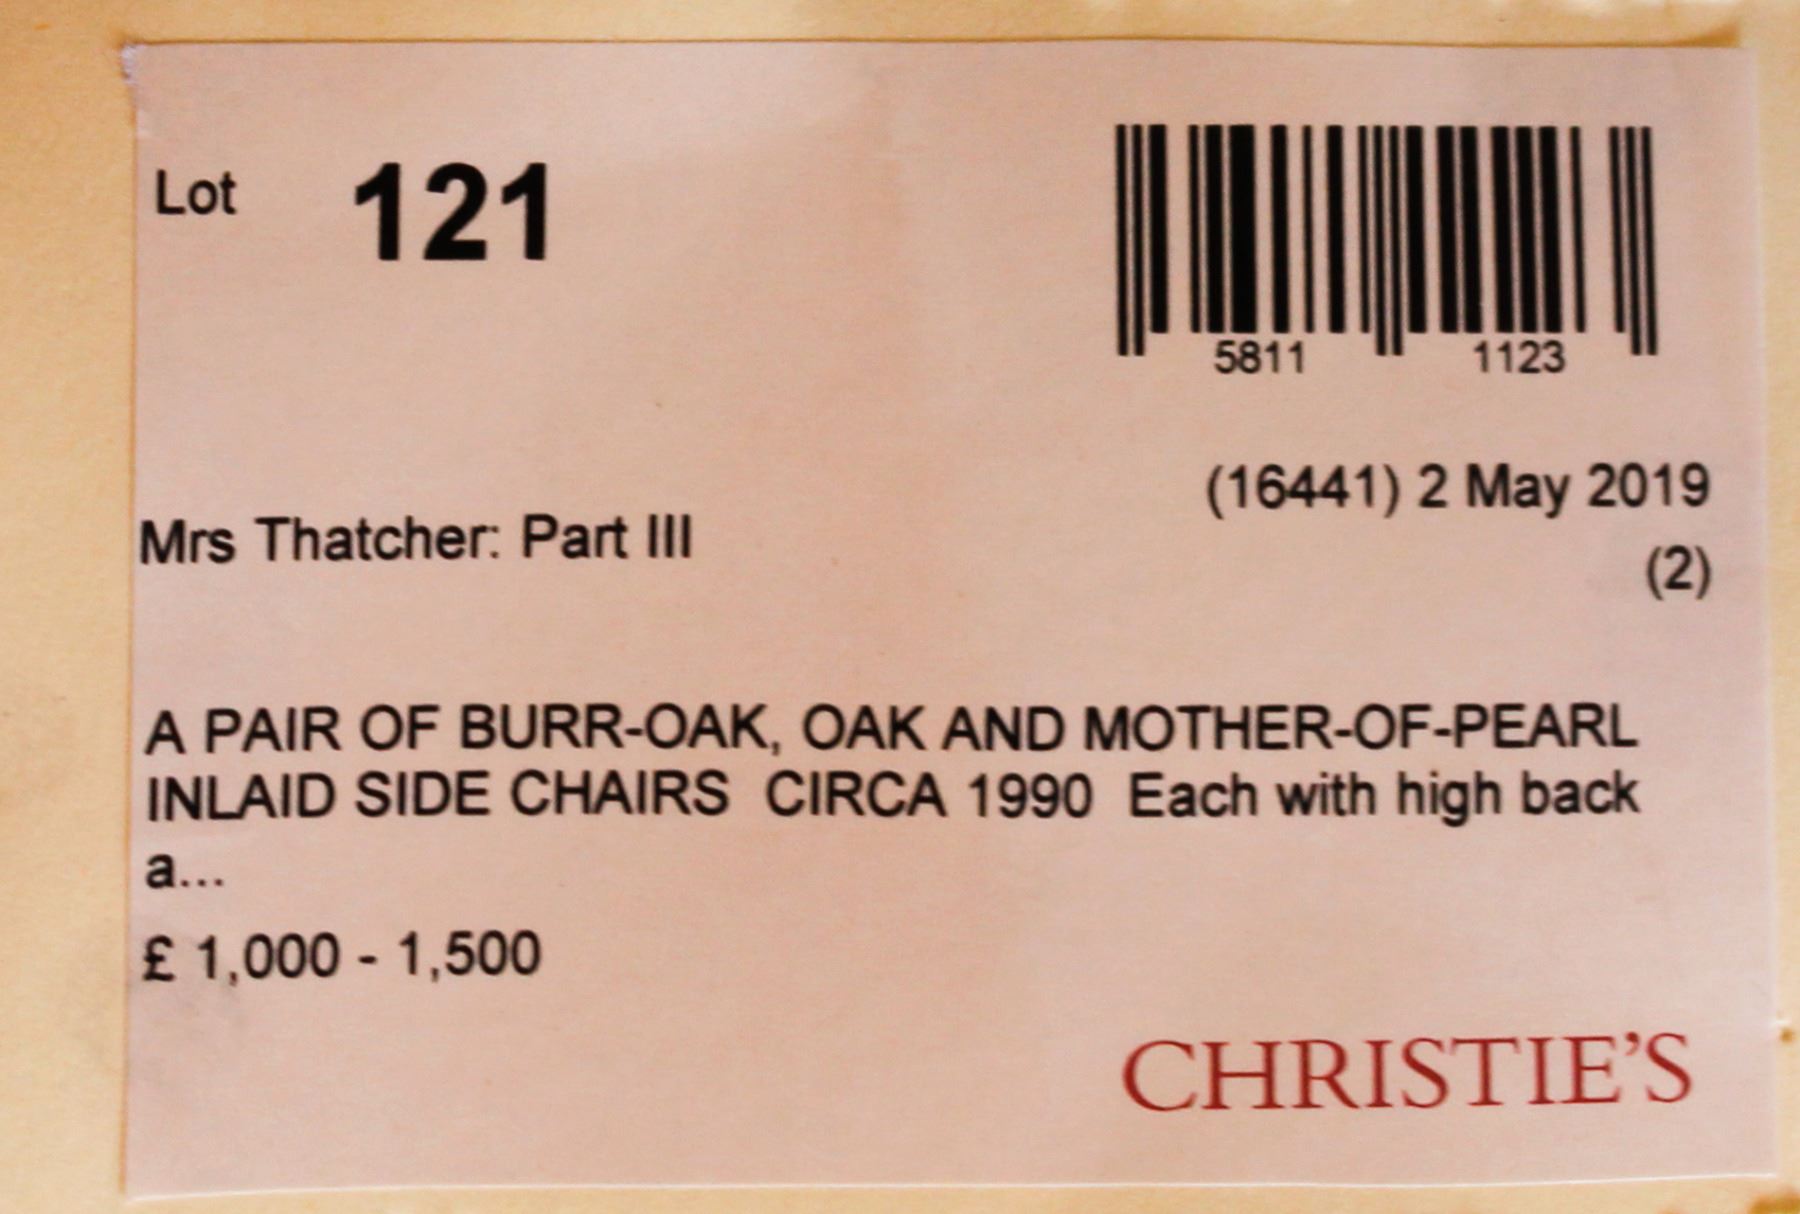 Lot 121
5811 1123
(16441) 2 May 2019
Mrs Thatcher: Part III
(2)
A PAIR OF BURR-OAK, OAK AND MOTHER-OF-PEARL
INLAID SIDE CHAIRS  CIRCA 1990  Each with high back
a...
£ 1,000 - 1,500
CHRISTIE'S